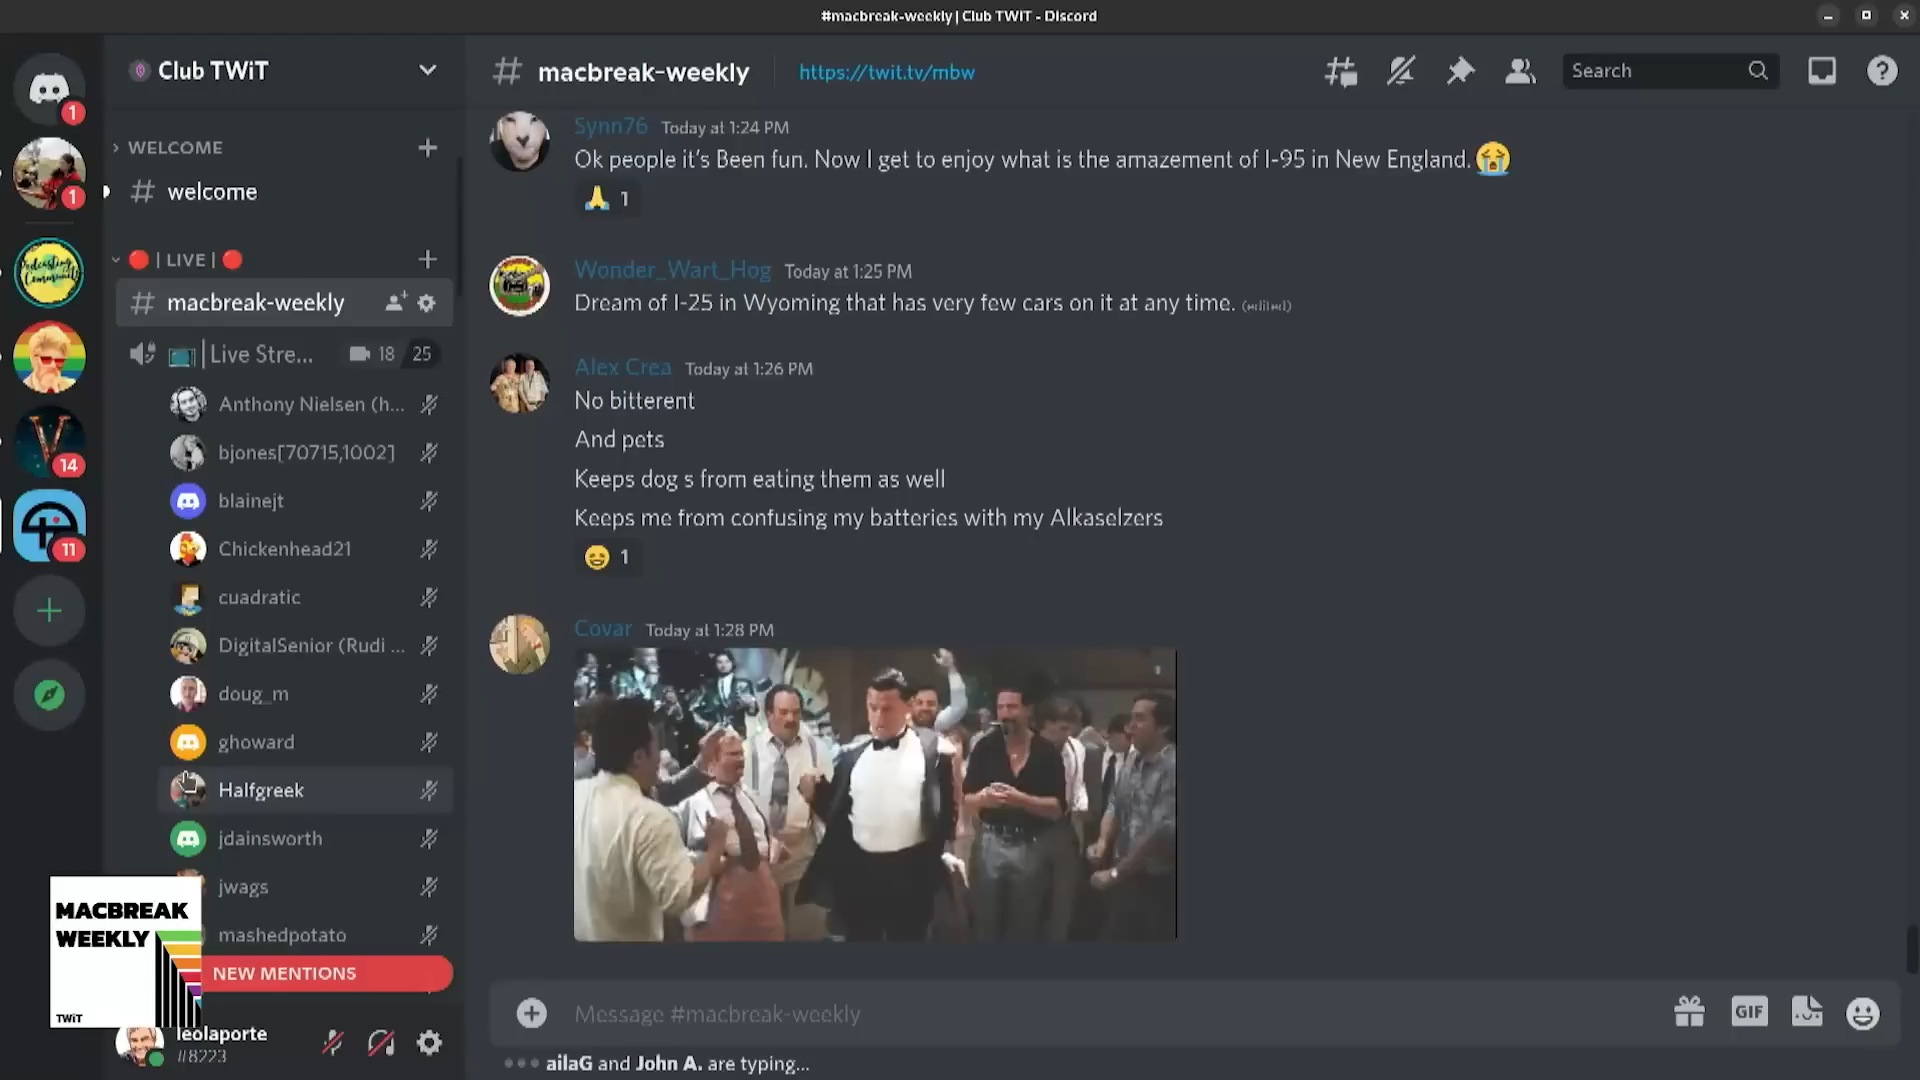 #macbreak-weekly | Club TWiT - Discord
Club TWiT
# macbreak-weekly
https://twit.tv/mbw
Search
1
1
14
11
WELCOME
# welcome
| LIVE |
# macbreak-weekly
| Live Stre...
18
25
Anthony Nielsen (h...
bjones[70715,1002]
blainejt
Chickenhead21
cuadratic
DigitalSenior (Rudi ...
doug_m
ghoward
Halfgreek
jdainsworth
jwags
mashedpotato
NEW MENTIONS
MACBREAK
WEEKLY
TWiT
leolaporte
#8223
Synn76 Today at 1:24 PM
Ok people it's Been fun. Now I get to enjoy what is the amazement of I-95 in New England.
1
Wonder_Wart_Hog Today at 1:25 PM
Dream of I-25 in Wyoming that has very few cars on it at any time. (edited)
Alex Crea Today at 1:26 PM
No bitterent
And pets
Keeps dog s from eating them as well
Keeps me from confusing my batteries with my Alkaselzers
1
Covar Today at 1:28 PM
Message #macbreak-weekly
GIF
ailaG and John A. are typing...